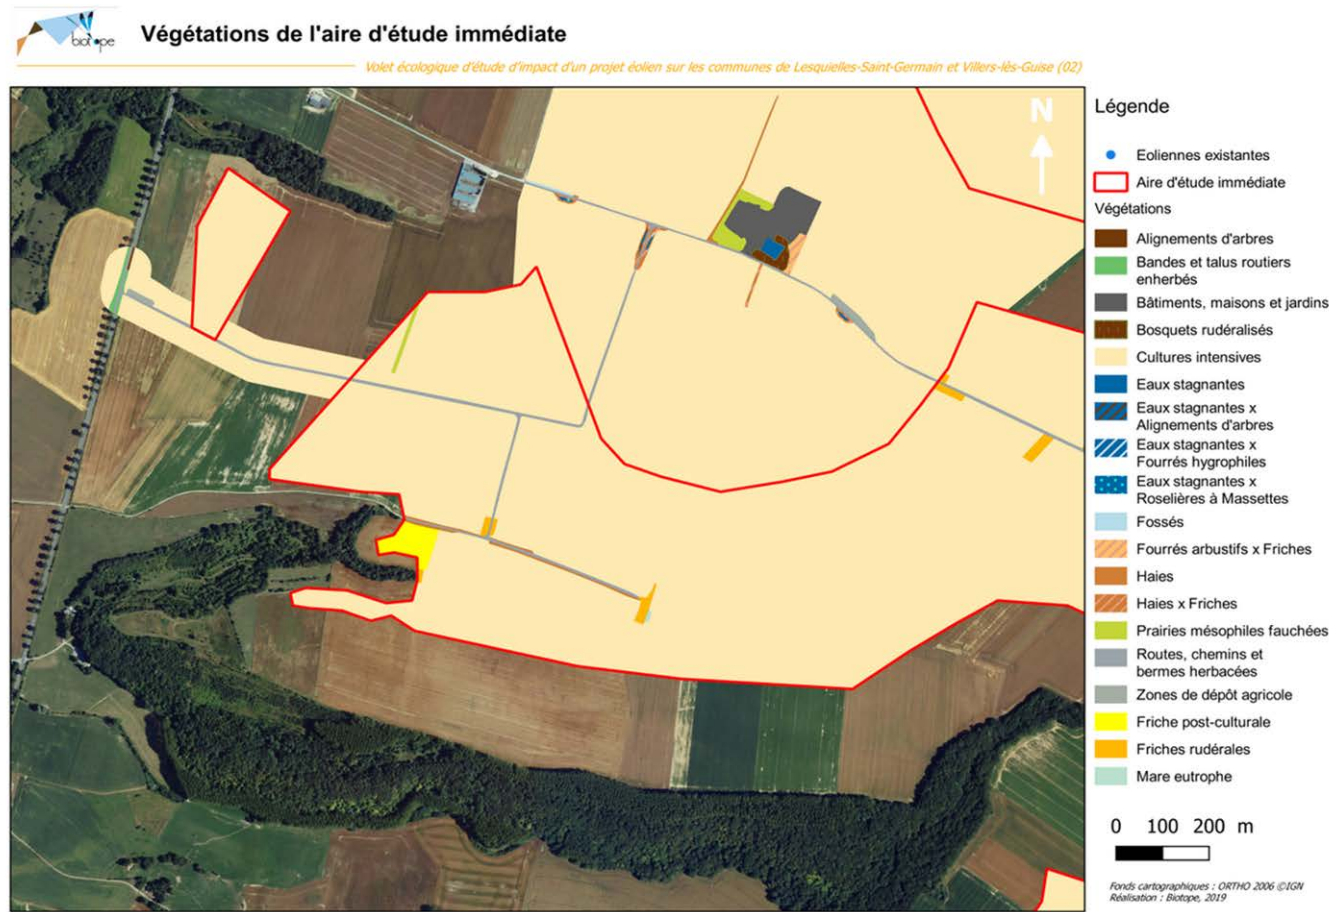 biotope
Végétations de l'aire d'étude immédiate
Volet écologique d'étude d'impact d'un projet éolien sur les communes de Lesquielles-Saint-Germain et Villers-lès-Guise (02)
N
Légende
Eoliennes existantes
Aire d'étude immédiate
Végétations
Alignements d'arbres
Bandes et talus routiers
enherbés
Bâtiments, maisons et jardins
Bosquets rudéralisés
Cultures intensives
Eaux stagnantes
Eaux stagnantes x
Alignements d'arbres
Eaux stagnantes x
Fourrés hygrophiles
Eaux stagnantes x
Roselières à Massettes
Fossés
Fourrés arbustifs x Friches
Haies
Haies x Friches
Prairies mésophiles fauchées
Routes, chemins et
bermes herbacées
Zones de dépôt agricole
Friche post-culturale
Friches rudérales
Mare eutrophe
0 100 200 m
Fonds cartographiques : ORTHO 2006 ©IGN
Réalisation : Biotope, 2019